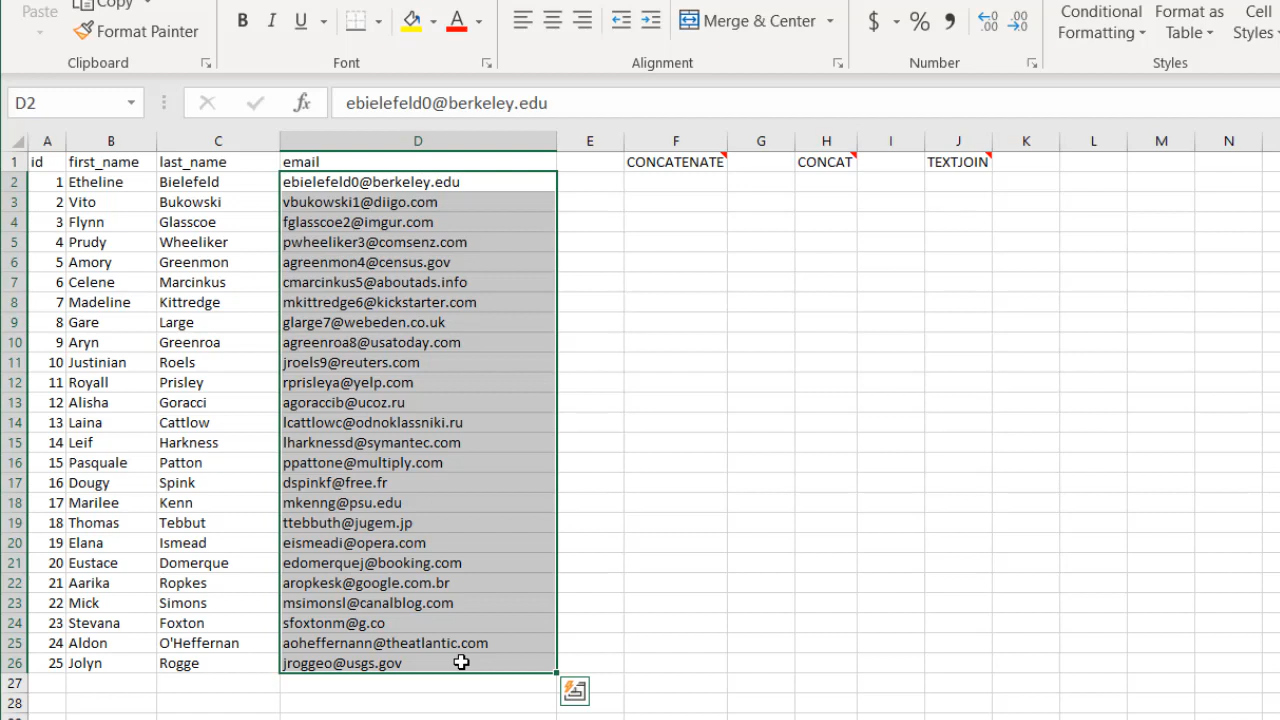 Paste Copy Format Painter
B I U A Merge & Center $ % 9 .00 .00 Conditional Formatting Format as Table Cell Styles
Clipboard Font Alignment Number Styles
D2 fx ebielefeld0@berkeley.edu
A B C D E F G H I J K L M N
1 id first_name last_name email CONCATENATE CONCAT TEXTJOIN
2 1 Etheline Bielefeld ebielefeld0@berkeley.edu
3 2 Vito Bukowski vbukowski1@diigo.com
4 3 Flynn Glasscoe fglasscoe2@imgur.com
5 4 Prudy Wheeliker pwheeliker3@comsenz.com
6 5 Amory Greenmon agreenmon4@census.gov
7 6 Celene Marcinkus cmarcinkus5@aboutads.info
8 7 Madeline Kittredge mkittredge6@kickstarter.com
9 8 Gare Large glarge7@webeden.co.uk
10 9 Aryn Greenroa agreenroa8@usatoday.com
11 10 Justinian Roels jroels9@reuters.com
12 11 Royall Prisley rprisleya@yelp.com
13 12 Alisha Goracci agoraccib@ucoz.ru
14 13 Laina Cattlow lcattlowc@odnoklassniki.ru
15 14 Leif Harkness lharknessd@symantec.com
16 15 Pasquale Patton ppattone@multiply.com
17 16 Dougy Spink dspinkf@free.fr
18 17 Marilee Kenn mkenng@psu.edu
19 18 Thomas Tebbut ttebbuth@jugem.jp
20 19 Elana Ismead eismeadi@opera.com
21 20 Eustace Domerque edomerquej@booking.com
22 21 Aarika Ropkes aropkesk@google.com.br
23 22 Mick Simons msimonsl@canalblog.com
24 23 Stevana Foxton sfoxtonm@g.co
25 24 Aldon O'Heffernan aoheffernann@theatlantic.com
26 25 Jolyn Rogge jroggeo@usgs.gov
27
28